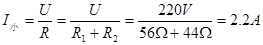 I小 = U/R = U/(R₁ + R₂) = 220V/(56Ω + 44Ω) = 2.2A